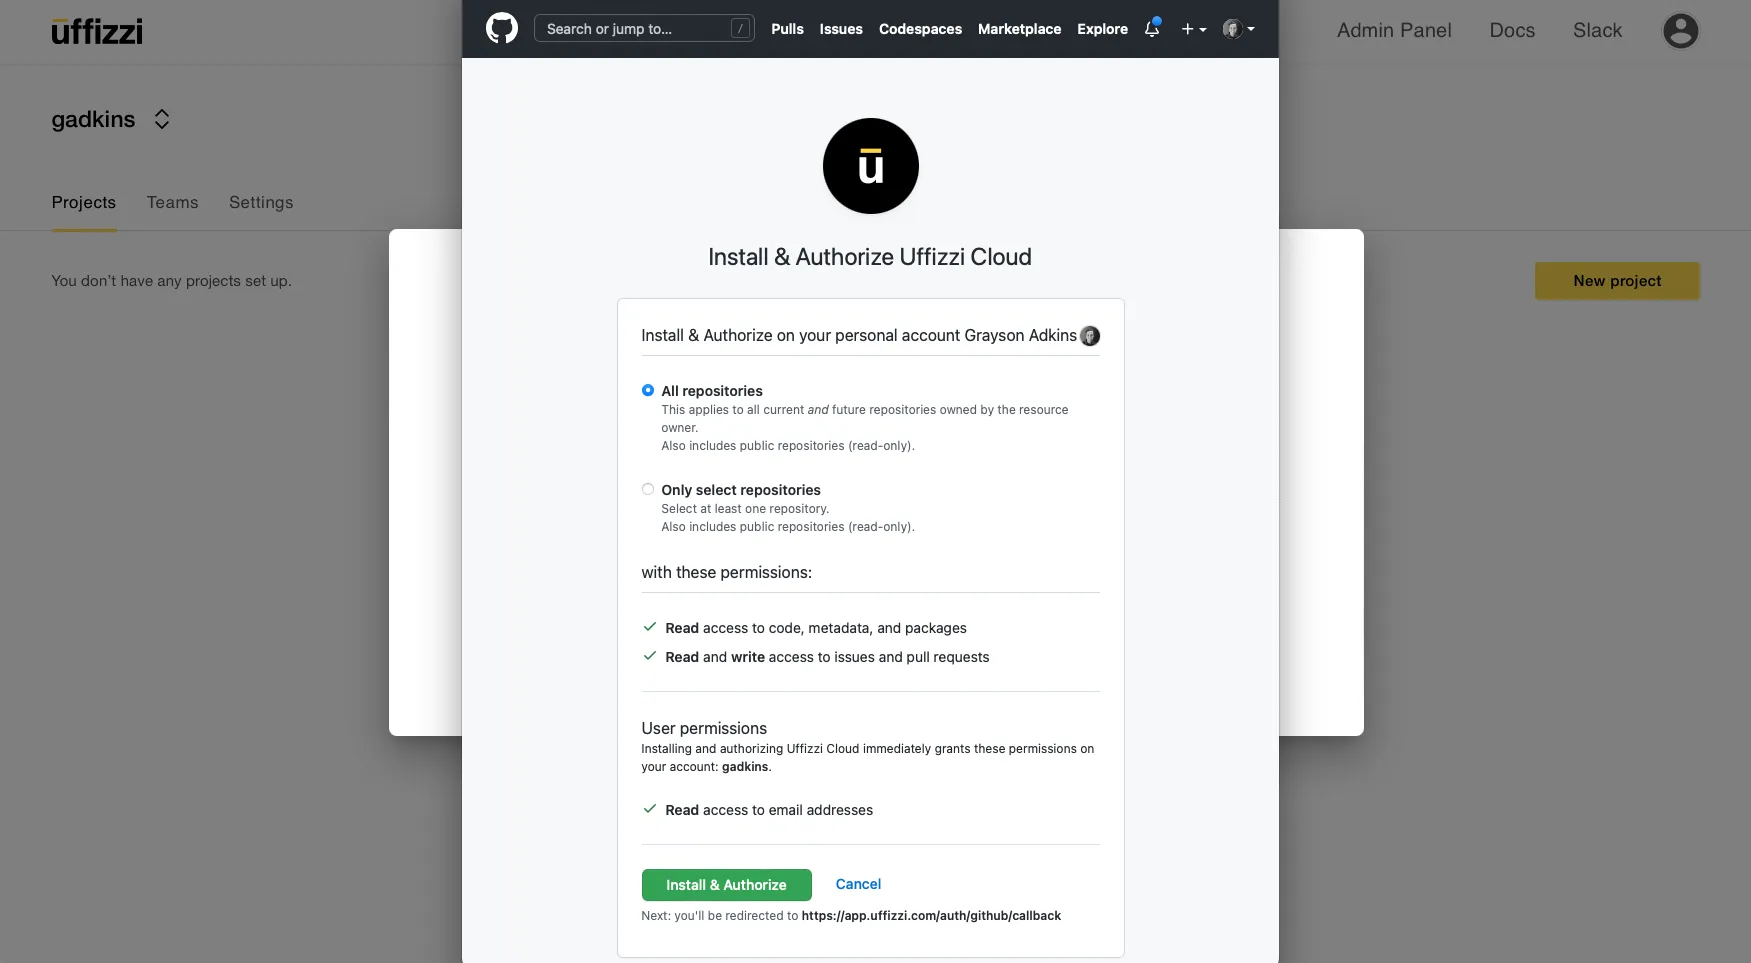 uffizzi
Search or jump to...
/
Pulls
Issues
Codespaces
Marketplace
Explore
Admin Panel
Docs
Slack
gadkins
Projects
Teams
Settings
You don't have any projects set up.
New project
ū
Install & Authorize Uffizzi Cloud
Install & Authorize on your personal account Grayson Adkins
All repositories
This applies to all current and future repositories owned by the resource
owner.
Also includes public repositories (read-only).
Only select repositories
Select at least one repository.
Also includes public repositories (read-only).
with these permissions:
Read access to code, metadata, and packages
Read and write access to issues and pull requests
User permissions
Installing and authorizing Uffizzi Cloud immediately grants these permissions on
your account: gadkins.
Read access to email addresses
Install & Authorize
Cancel
Next: you'll be redirected to https://app.uffizzi.com/auth/github/callback